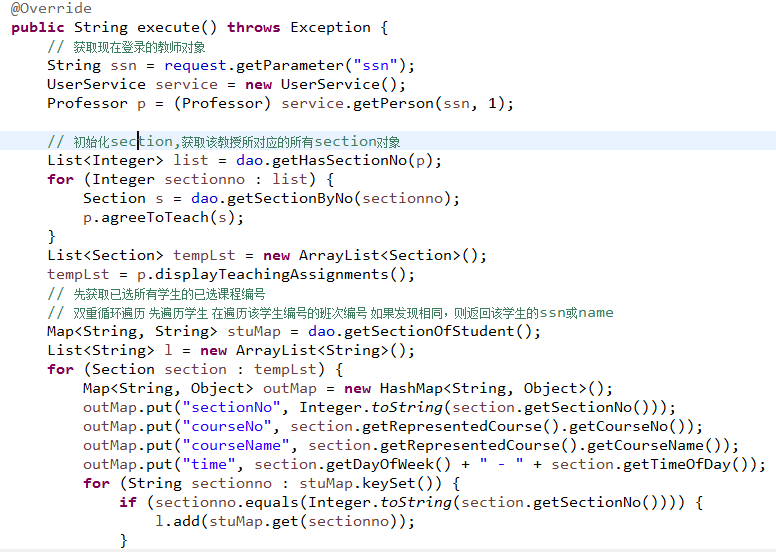 @Override
public String execute() throws Exception {
    // 获取现在登录的教师对象
    String ssn = request.getParameter("ssn");
    UserService service = new UserService();
    Professor p = (Professor) service.getPerson(ssn, 1);

    // 初始化section,获取该教授所对应的所有section对象
    List<Integer> list = dao.getHasSectionNo(p);
    for (Integer sectionno : list) {
        Section s = dao.getSectionByNo(sectionno);
        p.agreeToTeach(s);
    }
    List<Section> tempLst = new ArrayList<Section>();
    tempLst = p.displayTeachingAssignments();
    // 先获取已选所有学生的已选课程编号
    // 双重循环遍历 先遍历学生 在遍历该学生编号的班次编号 如果发现相同，则返回该学生的ssn或name
    Map<String, String> stuMap = dao.getSectionOfStudent();
    List<String> l = new ArrayList<String>();
    for (Section section : tempLst) {
        Map<String, Object> outMap = new HashMap<String, Object>();
        outMap.put("sectionNo", Integer.toString(section.getSectionNo()));
        outMap.put("courseNo", section.getRepresentedCourse().getCourseNo());
        outMap.put("courseName", section.getRepresentedCourse().getCourseName());
        outMap.put("time", section.getDayOfWeek() + " - " + section.getTimeOfDay());
        for (String sectionno : stuMap.keySet()) {
            if (sectionno.equals(Integer.toString(section.getSectionNo()))) {
                l.add(stuMap.get(sectionno));
            }